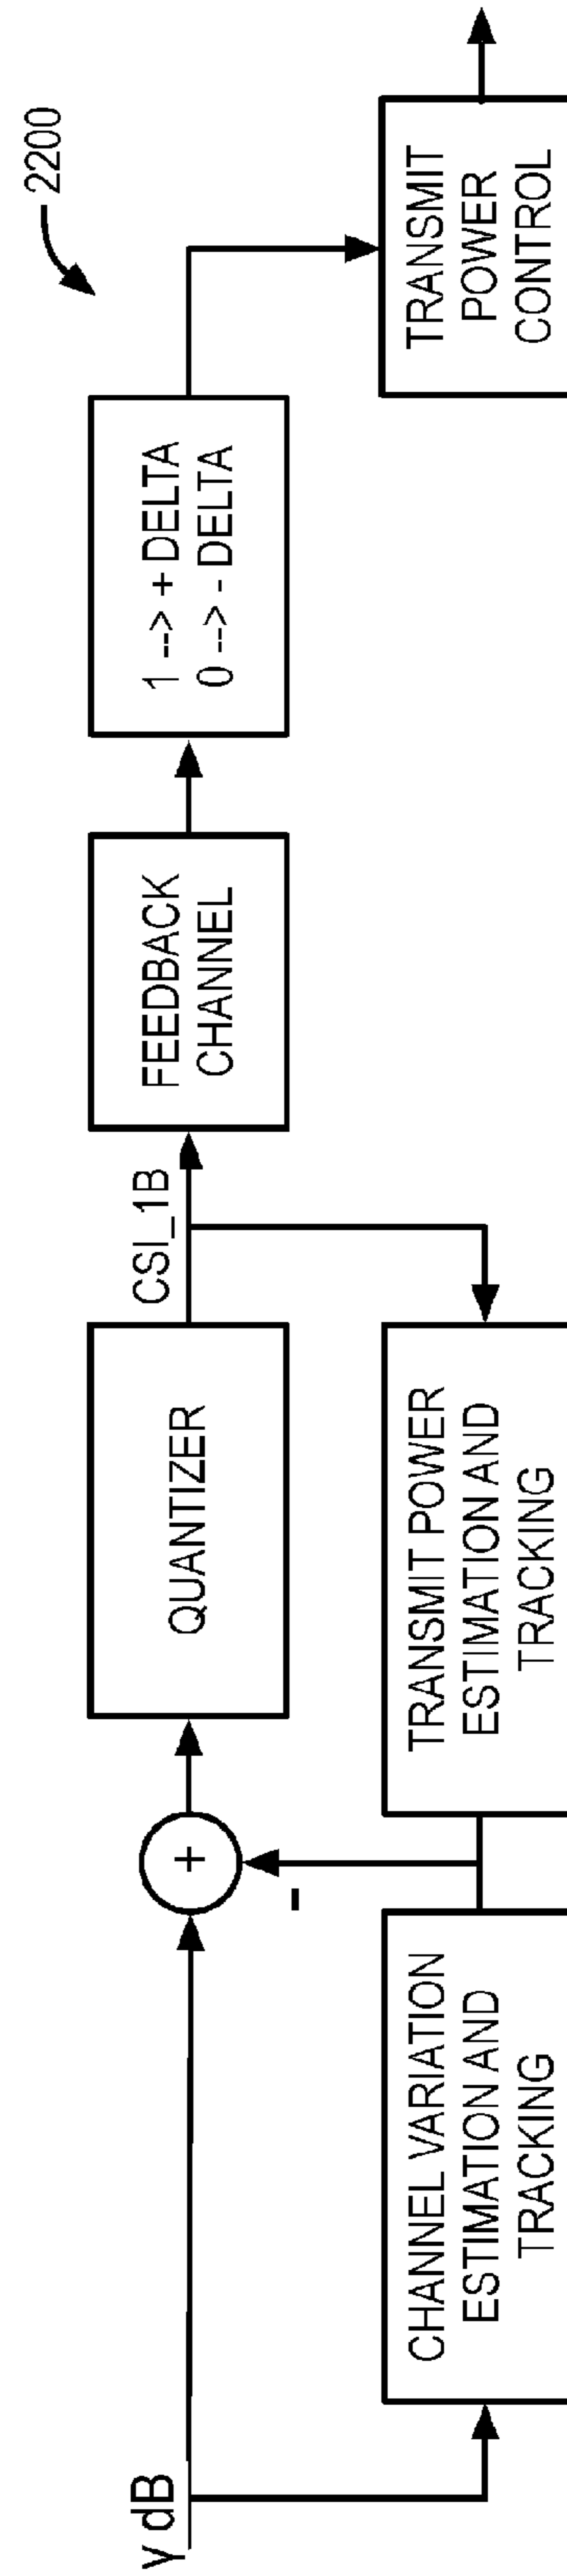 2200
Y dB
+
-
QUANTIZER
CSI_1B
FEEDBACK
CHANNEL
1 --> + DELTA
0 --> - DELTA
CHANNEL VARIATION
ESTIMATION AND
TRACKING
TRANSMIT POWER
ESTIMATION AND
TRACKING
TRANSMIT
POWER
CONTROL